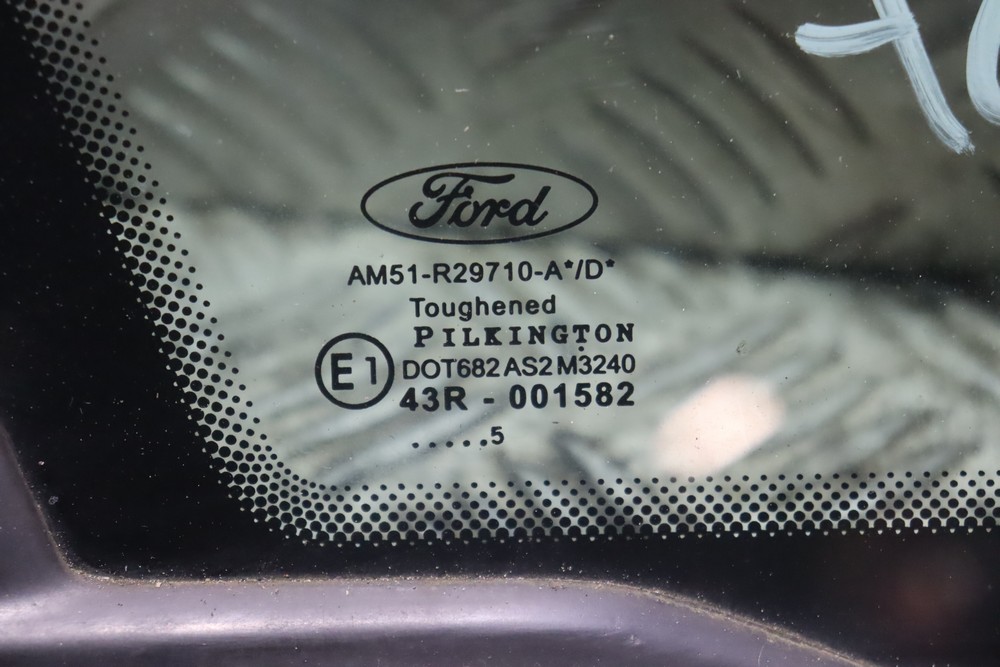 Ford
AM51-R29710-A*/D*
Toughened
PILKINGTON
E1 DOT682 AS2 M3240
43R - 001582
.....5